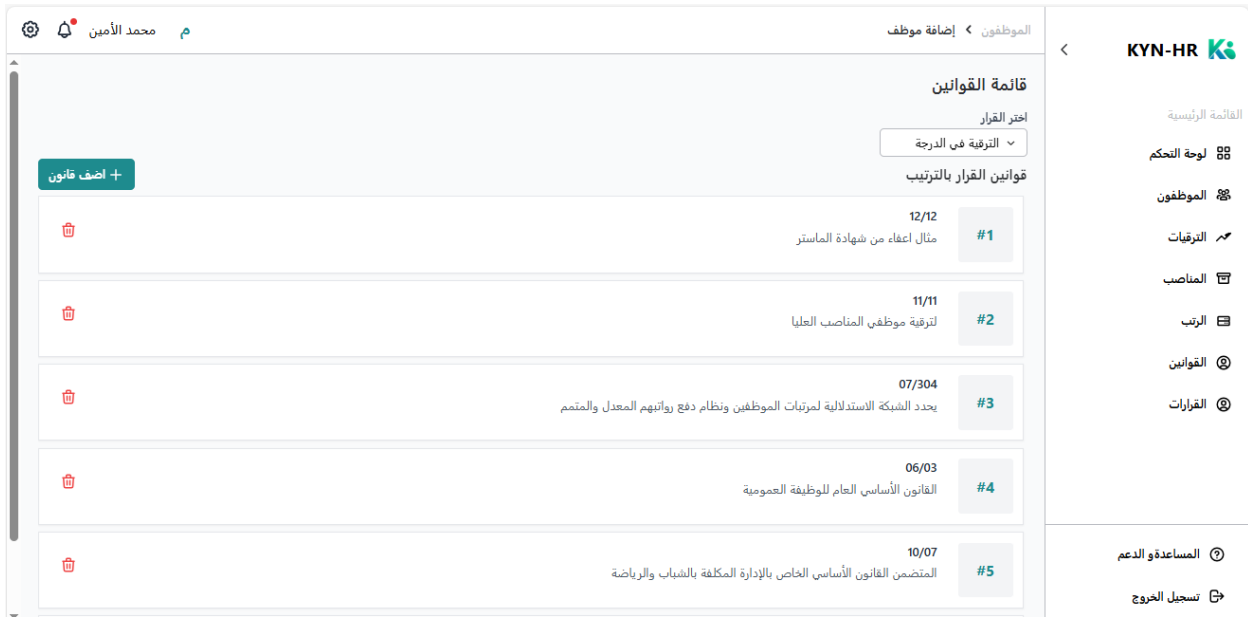 KYN-HR
القائمة الرئيسية
لوحة التحكم
الموظفون
الترقيات
المناصب
الرتب
القوانين
القرارات
المساعدةو الدعم
تسجيل الخروج
الموظفون إضافة موظف
م محمد الأمين
قائمة القوانين
اختر القرار
الترقية في الدرجة
قوانين القرار بالترتيب
اضف قانون +
#1
12/12
مثال اعفاء من شهادة الماستر
#2
11/11
لترقية موظفي المناصب العليا
#3
07/304
يحدد الشبكة الاستدلالية لمرتبات الموظفين ونظام دفع رواتبهم المعدل والمتمم
#4
06/03
القانون الأساسي العام للوظيفة العمومية
#5
10/07
المتضمن القانون الأساسي الخاص بالإدارة المكلفة بالشباب والرياضة